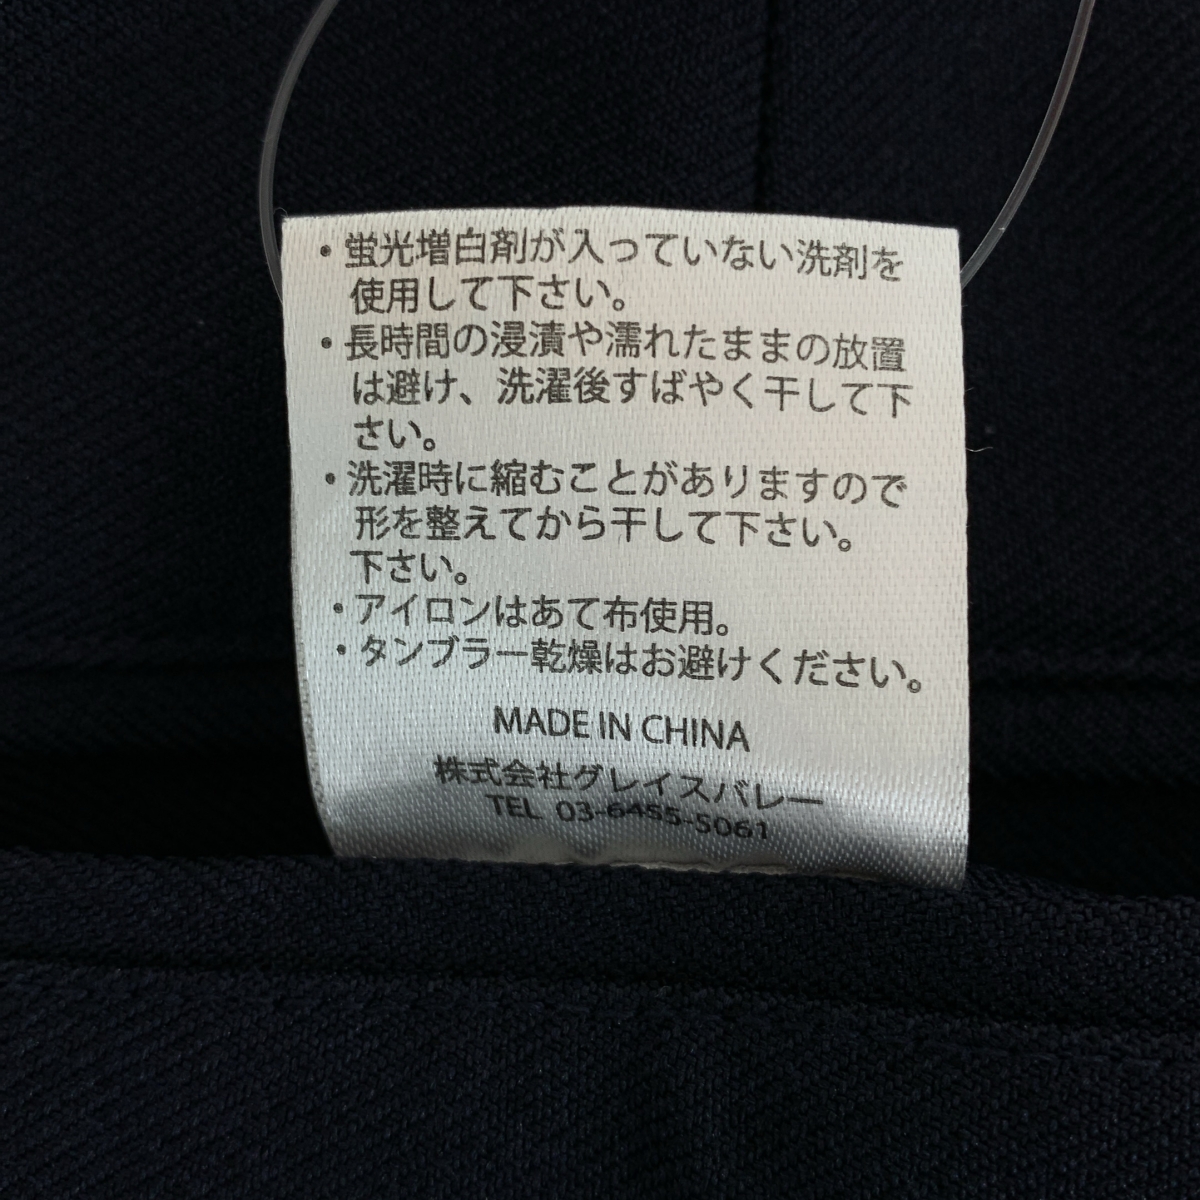 ・蛍光増白剤が入っていない洗剤を
使用して下さい。
・長時間の浸漬や濡れたままの放置
は避け、洗濯後すばやく干して下
さい。
・洗濯時に縮むことがありますので
形を整えてから干して下さい。
下さい。
・アイロンはあて布使用。
・タンブラー乾燥はお避けください。
MADE IN CHINA
株式会社グレイスバレー
TEL 03-6455-5061